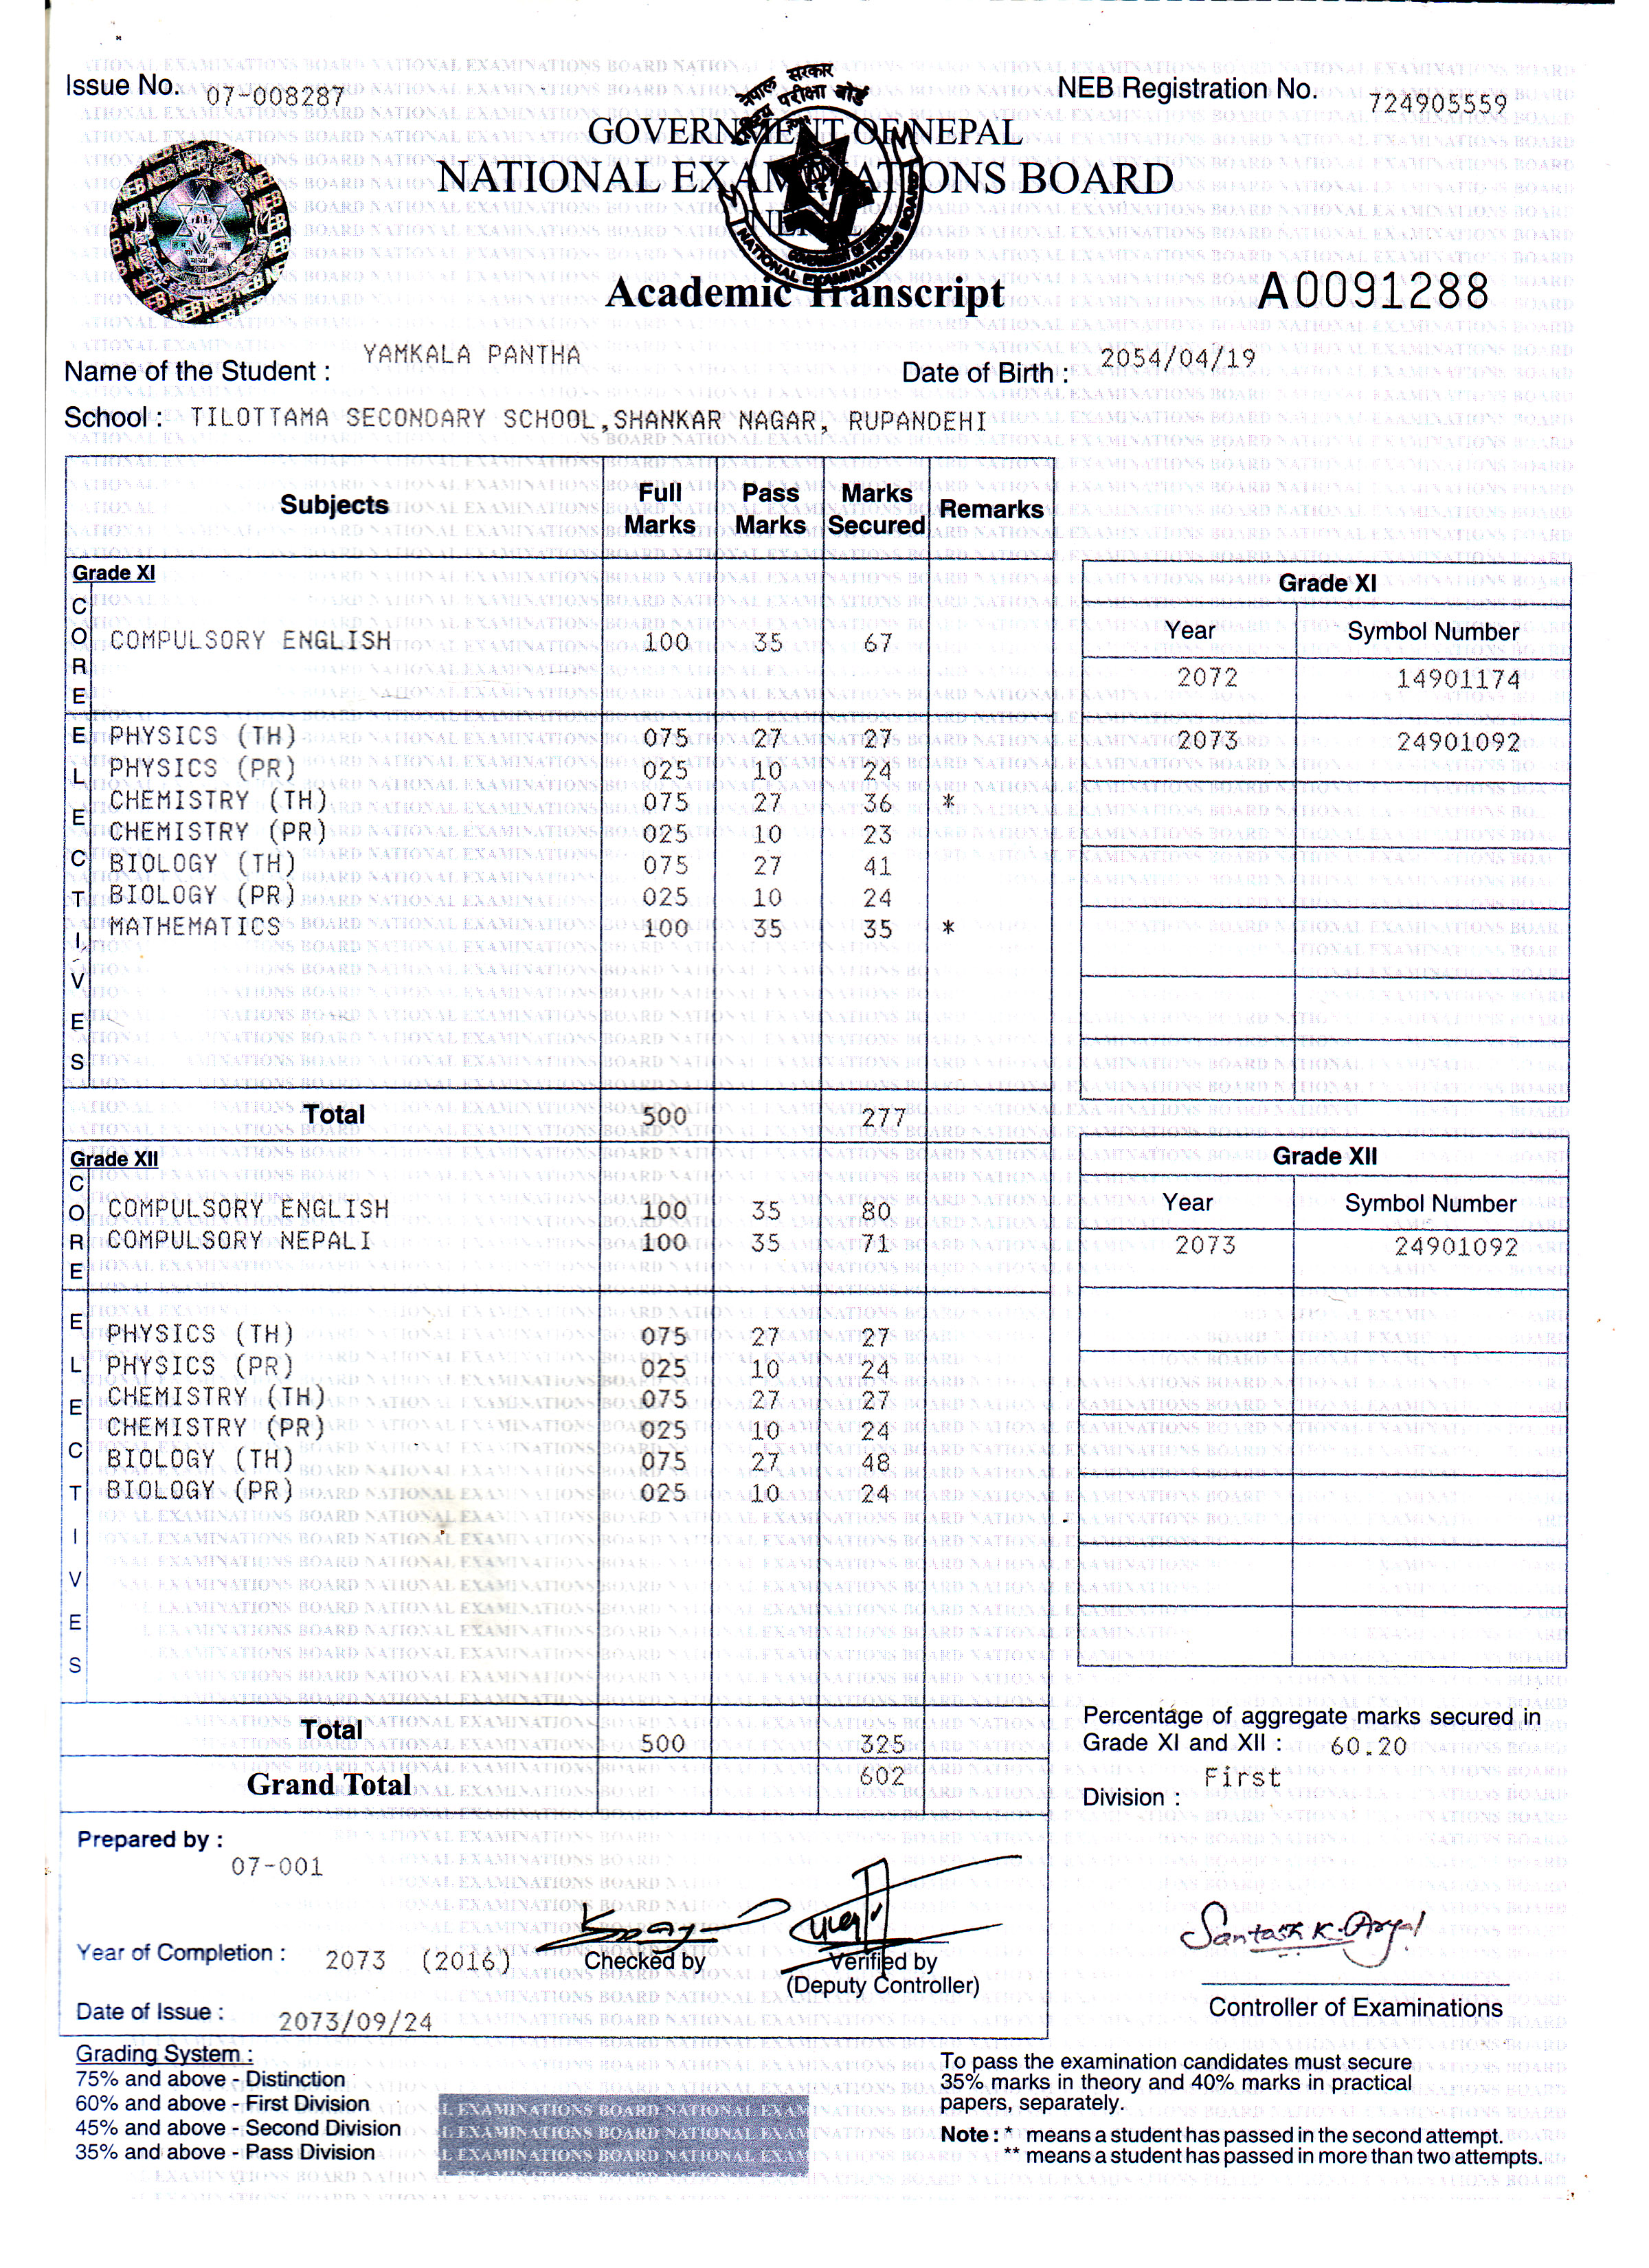 Issue No. 07-008287
NEB Registration No. 724905559
नेपाल सरकार
परीक्षा बोर्ड
GOVERNMENT OF NEPAL
NATIONAL EXAMINATIONS BOARD
Academic Transcript
A0091288
Name of the Student : YAMKALA PANTHA
Date of Birth : 2054/04/19
School : TILOTTAMA SECONDARY SCHOOL,SHANKAR NAGAR, RUPANDEHI
Subjects Full Marks Pass Marks Marks Secured Remarks
Grade XI
CORE
COMPULSORY ENGLISH 100 35 67
ELECTIVES
PHYSICS (TH) 075 27 27
PHYSICS (PR) 025 10 24
CHEMISTRY (TH) 075 27 36 *
CHEMISTRY (PR) 025 10 23
BIOLOGY (TH) 075 27 41
BIOLOGY (PR) 025 10 24
MATHEMATICS 100 35 35 *
Total 500 277
Grade XI
Year Symbol Number
2072 14901174
2073 24901092
Grade XII
CORE
COMPULSORY ENGLISH 100 35 80
COMPULSORY NEPALI 100 35 71
ELECTIVES
PHYSICS (TH) 075 27 27
PHYSICS (PR) 025 10 24
CHEMISTRY (TH) 075 27 27
CHEMISTRY (PR) 025 10 24
BIOLOGY (TH) 075 27 48
BIOLOGY (PR) 025 10 24
Total 500 325
Grand Total 602
Grade XII
Year Symbol Number
2073 24901092
Percentage of aggregate marks secured in
Grade XI and XII : 60.20
Division : First
Prepared by :
07-001
Year of Completion : 2073 (2016)
Checked by
Verified by
(Deputy Controller)
Date of Issue : 2073/09/24
Santosh K. Aryal
Controller of Examinations
Grading System :
75% and above - Distinction
60% and above - First Division
45% and above - Second Division
35% and above - Pass Division
L EXAMINATIONS BOARD NATIONAL EXAM
L EXAMINATIONS BOARD NATIONAL EXAM
L EXAMINATIONS BOARD NATIONAL EXAM
To pass the examination candidates must secure
35% marks in theory and 40% marks in practical
papers, separately.
Note : * means a student has passed in the second attempt.
** means a student has passed in more than two attempts.